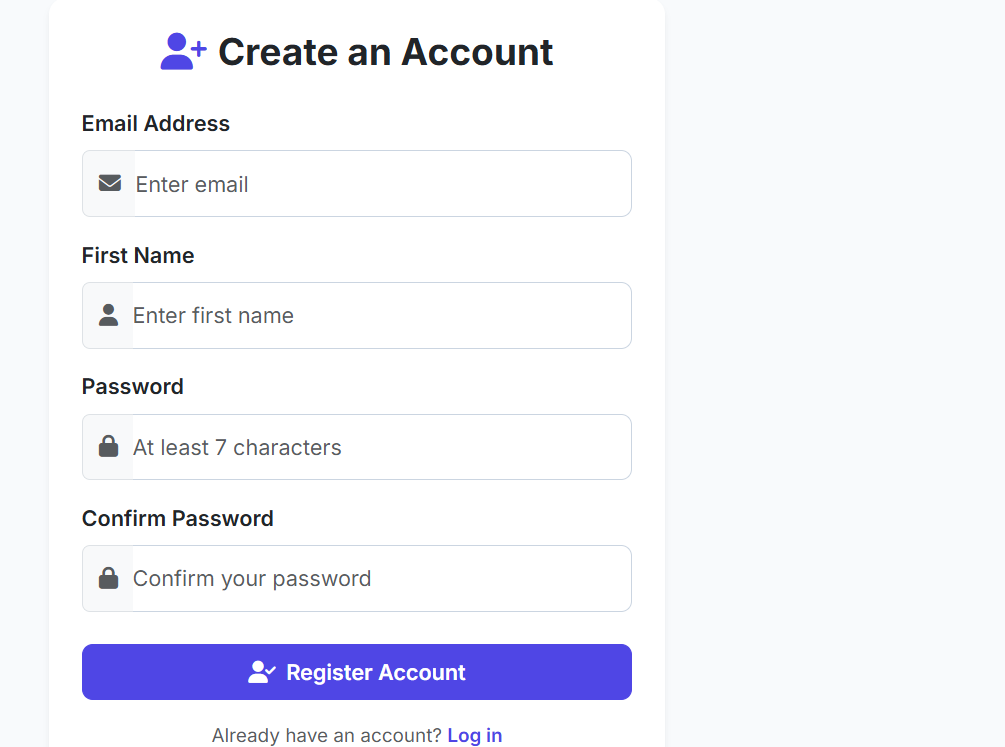 Create an Account
Email Address
Enter email
First Name
Enter first name
Password
At least 7 characters
Confirm Password
Confirm your password
Register Account
Already have an account? Log in